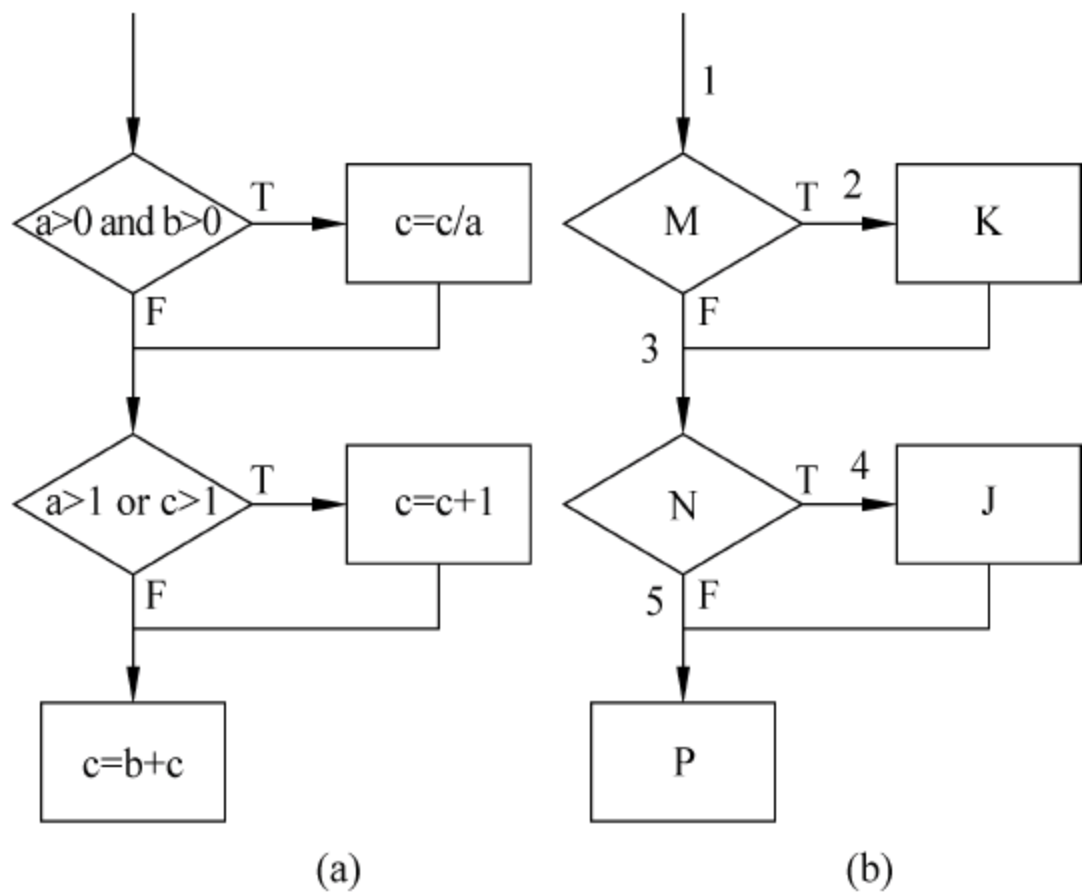 1
a>0 and b>0
T
c=c/a
F
M
T
2
K
F
3
a>1 or c>1
T
c=c+1
F
N
T
4
J
5
F
c=b+c
P
(a)
(b)